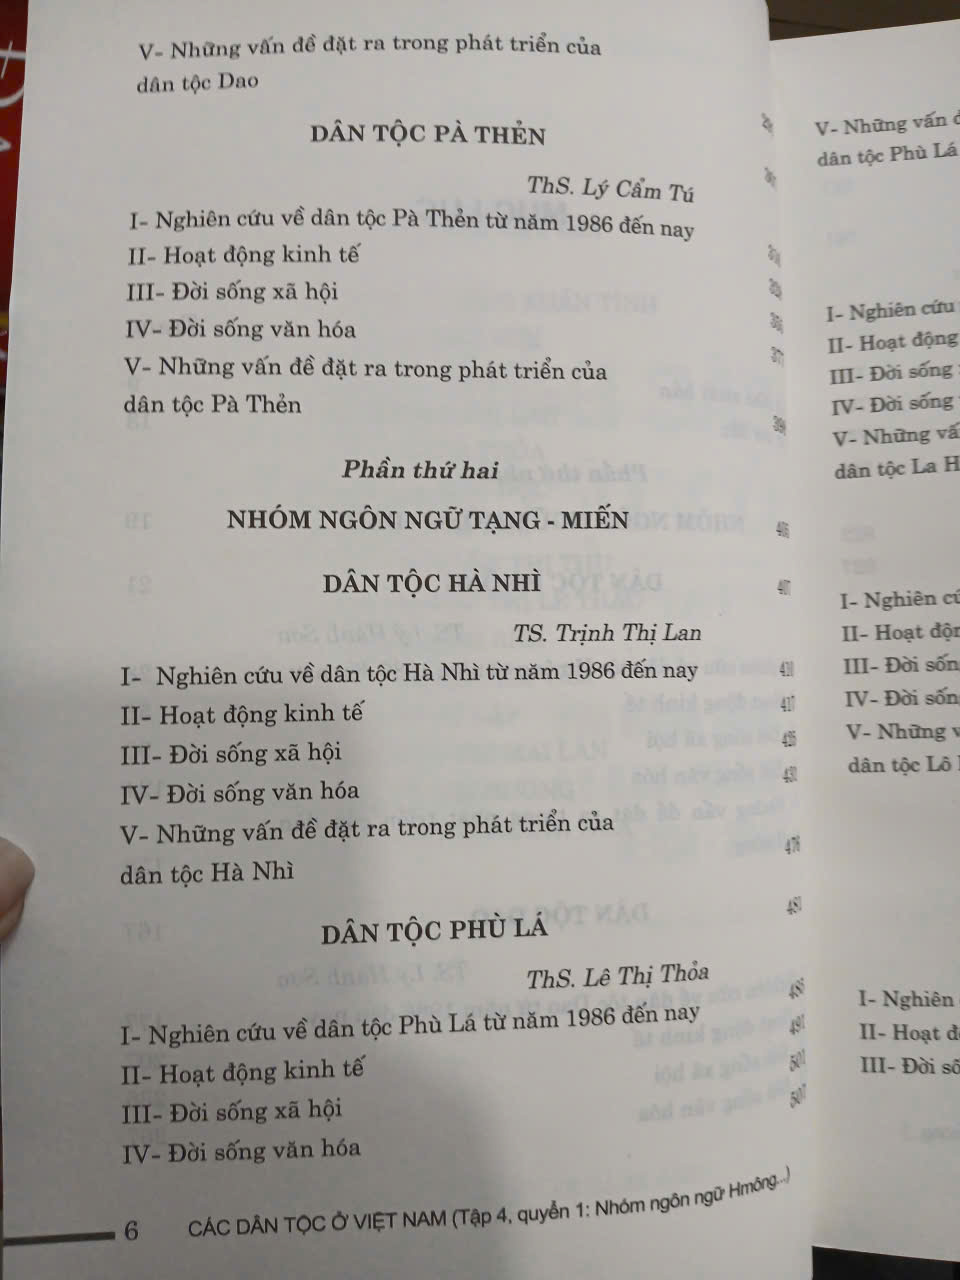 V- Những vấn đề đặt ra trong phát triển của
dân tộc Dao
DÂN TỘC PÀ THẺN
ThS. Lý Cẩm Tú
I- Nghiên cứu về dân tộc Pà Thẻn từ năm 1986 đến nay
II- Hoạt động kinh tế
III- Đời sống xã hội
IV- Đời sống văn hóa
V- Những vấn đề đặt ra trong phát triển của
dân tộc Pà Thẻn
Phần thứ hai
NHÓM NGÔN NGỮ TẠNG - MIẾN
DÂN TỘC HÀ NHÌ 407
TS. Trịnh Thị Lan
I- Nghiên cứu về dân tộc Hà Nhì từ năm 1986 đến nay
II- Hoạt động kinh tế 417
III- Đời sống xã hội
IV- Đời sống văn hóa
V- Những vấn đề đặt ra trong phát triển của
dân tộc Hà Nhì 476
DÂN TỘC PHÙ LÁ
ThS. Lê Thị Thỏa
I- Nghiên cứu về dân tộc Phù Lá từ năm 1986 đến nay
II- Hoạt động kinh tế
III- Đời sống xã hội 501
IV- Đời sống văn hóa 507
6 CÁC DÂN TỘC Ở VIỆT NAM (Tập 4, quyển 1: Nhóm ngôn ngữ Hmông...)
V- Những vấn
dân tộc Phù Lá
I- Nghiên cứu
II- Hoạt động
III- Đời sống
IV- Đời sống
V- Những
dân tộc La
I- Nghiên
II- Hoạt
III- Đời
IV- Đời
V- Những
dân tộc Lô
I- Nghiên
II- Hoạt
III- Đời